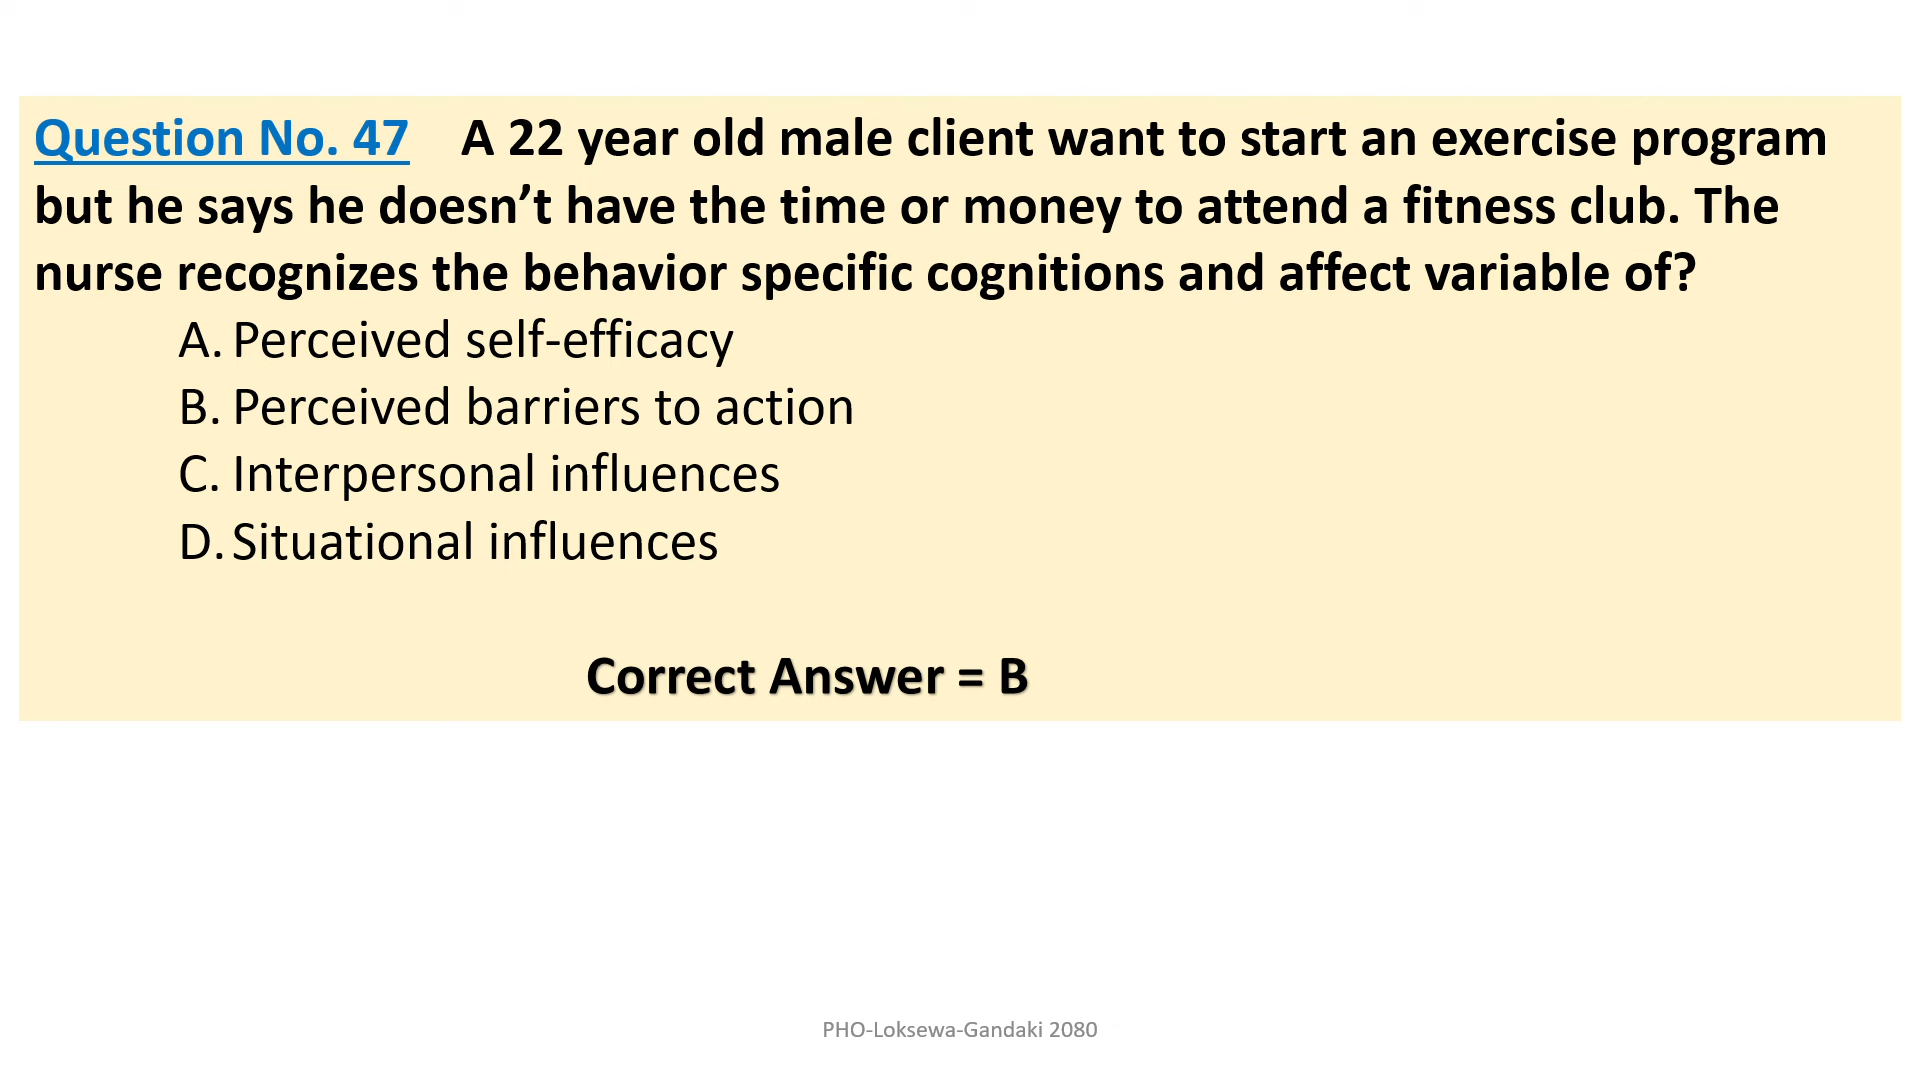 Question No. 47 A 22 year old male client want to start an exercise program
but he says he doesn’t have the time or money to attend a fitness club. The
nurse recognizes the behavior specific cognitions and affect variable of?
A. Perceived self-efficacy
B. Perceived barriers to action
C. Interpersonal influences
D. Situational influences
Correct Answer = B
PHO-Loksewa-Gandaki 2080